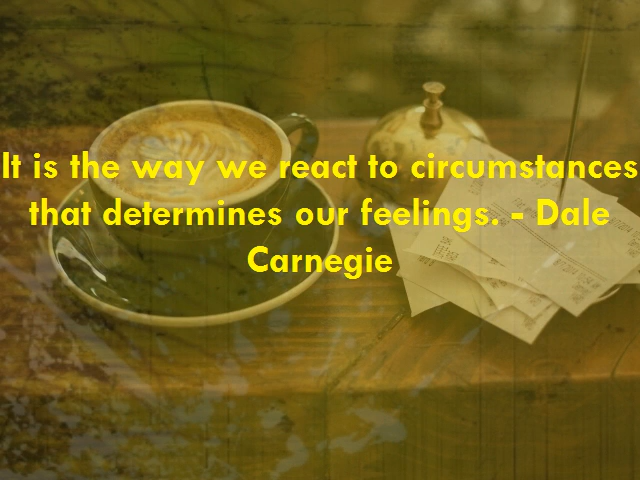 It is the way we react to circumstances
that determines our feelings. - Dale
Carnegie